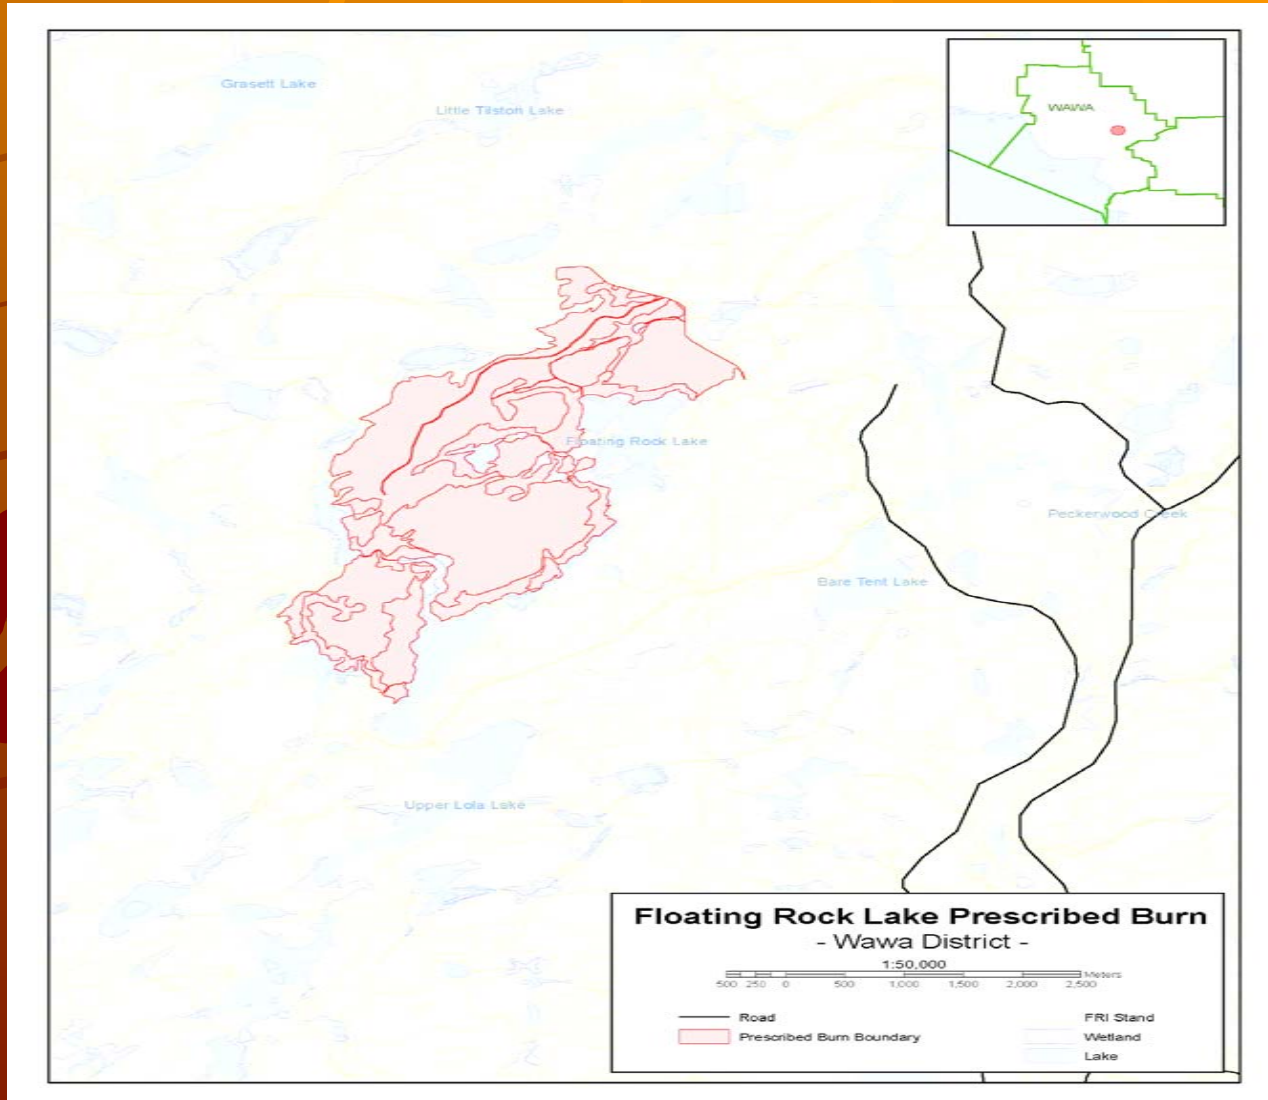 Grasett Lake
Little Tilston Lake
WAWA
Floating Rock Lake
Peckerwood Creek
Bare Tent Lake
Upper Lola Lake
Floating Rock Lake Prescribed Burn
- Wawa District -
1:50,000
Meters
500 250 0 500 1,000 1,500 2,000 2,500
Road
Prescribed Burn Boundary
FRI Stand
Wetland
Lake